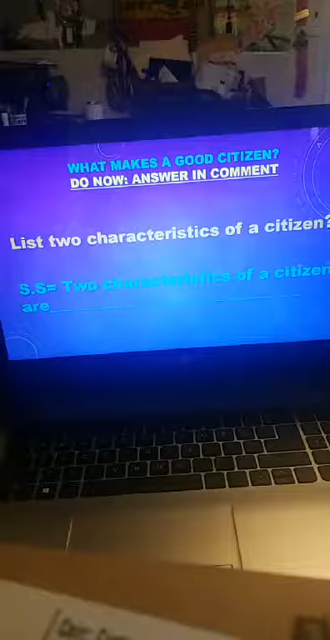 WHAT MAKES A GOOD CITIZEN?
DO NOW: ANSWER IN COMMENT
List two characteristics of a citizen?
S.S= Two characteristics of a citizen
are